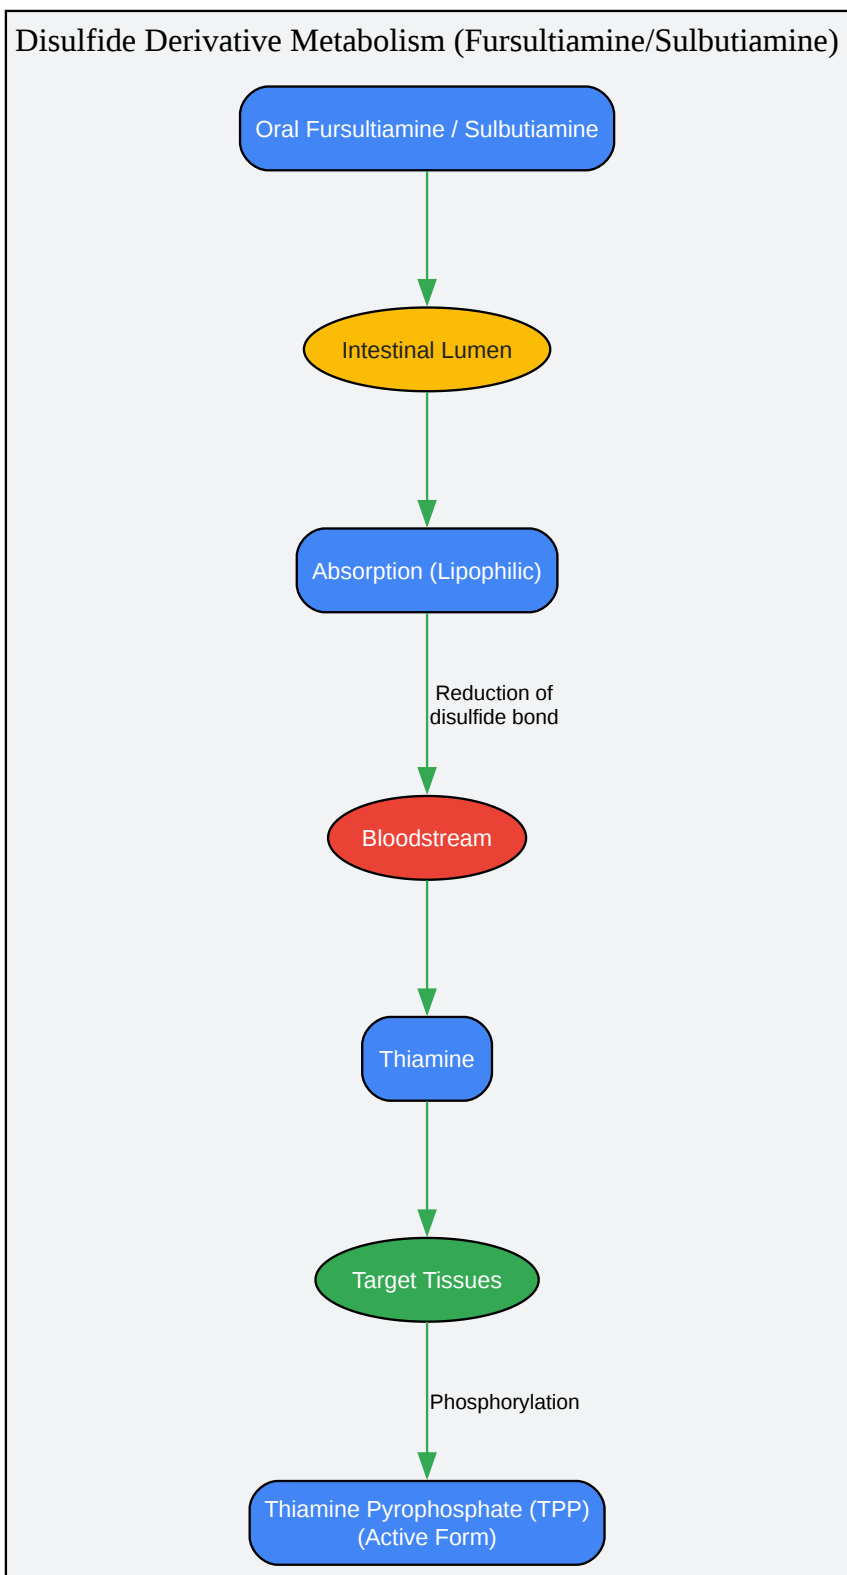 Disulfide Derivative Metabolism (Fursultiamine/Sulbutiamine)
Oral Fursultiamine / Sulbutiamine
Intestinal Lumen
Absorption (Lipophilic)
Reduction of
disulfide bond
Bloodstream
Thiamine
Target Tissues
Phosphorylation
Thiamine Pyrophosphate (TPP)
(Active Form)